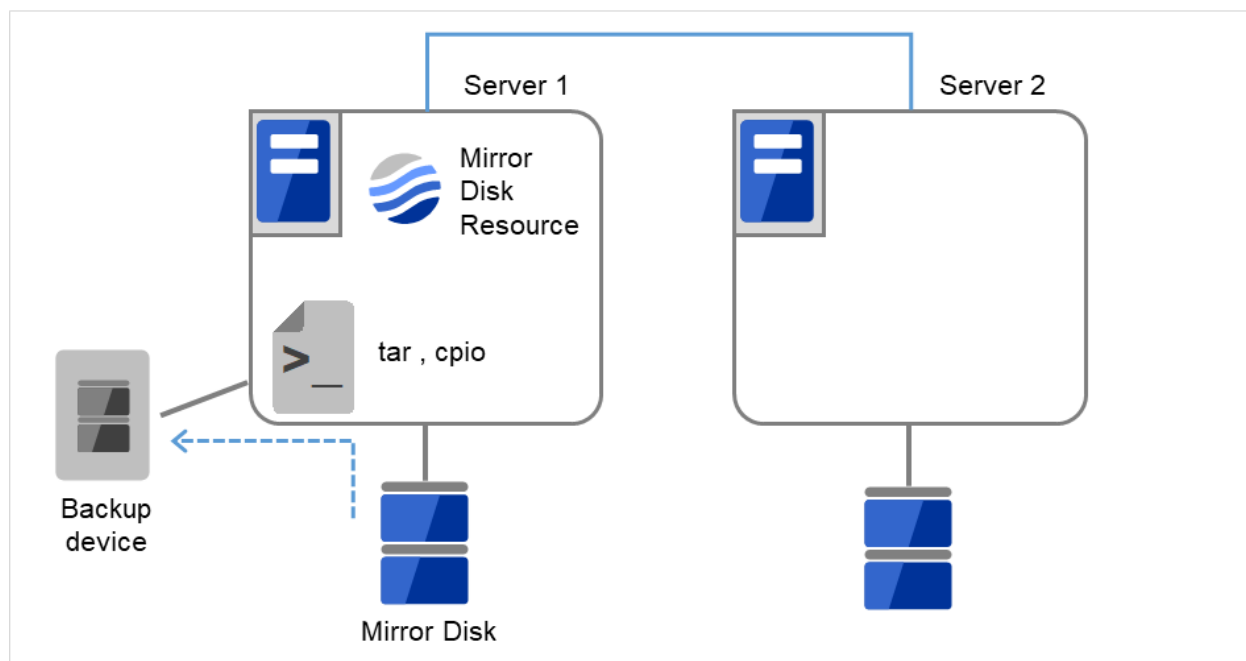 Server 1
Server 2
Mirror
Disk
Resource
tar , cpio
Backup
device
Mirror Disk